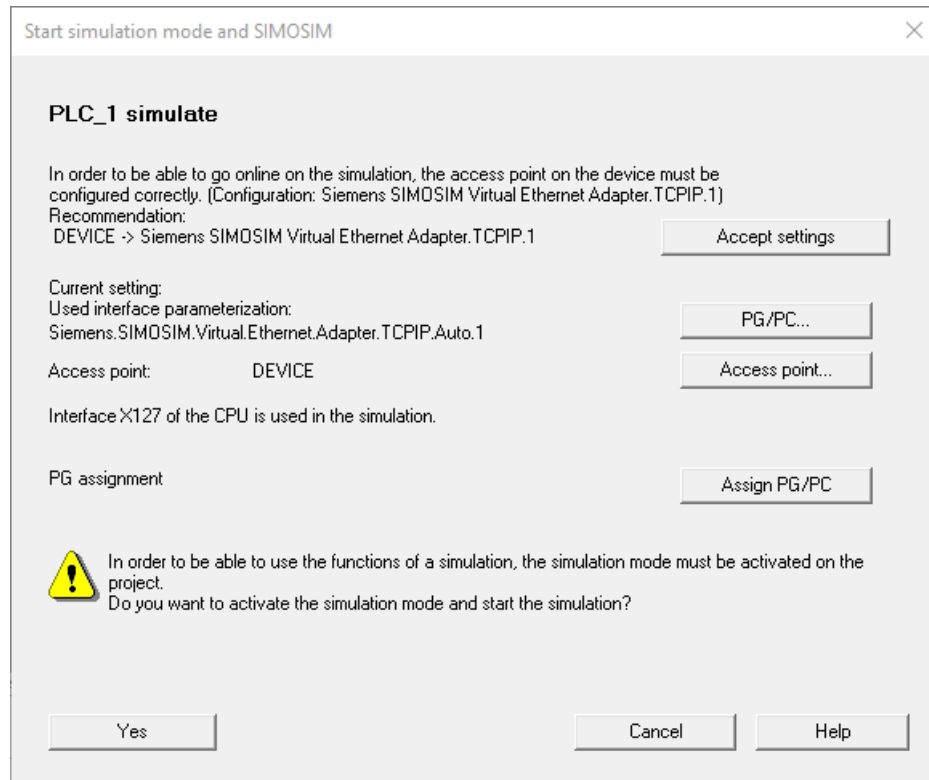 Start simulation mode and SIMOSIM
PLC_1 simulate
In order to be able to go online on the simulation, the access point on the device must be
configured correctly. (Configuration: Siemens SIMOSIM Virtual Ethernet Adapter.TCPIP.1)
Recommendation:
DEVICE -> Siemens SIMOSIM Virtual Ethernet Adapter.TCPIP.1
Accept settings
Current setting:
Used interface parameterization:
Siemens.SIMOSIM.Virtual.Ethernet.Adapter.TCPIP.Auto.1
PG/PC...
Access point: DEVICE
Access point...
Interface X127 of the CPU is used in the simulation.
PG assignment
Assign PG/PC
In order to be able to use the functions of a simulation, the simulation mode must be activated on the
project.
Do you want to activate the simulation mode and start the simulation?
Yes
Cancel
Help